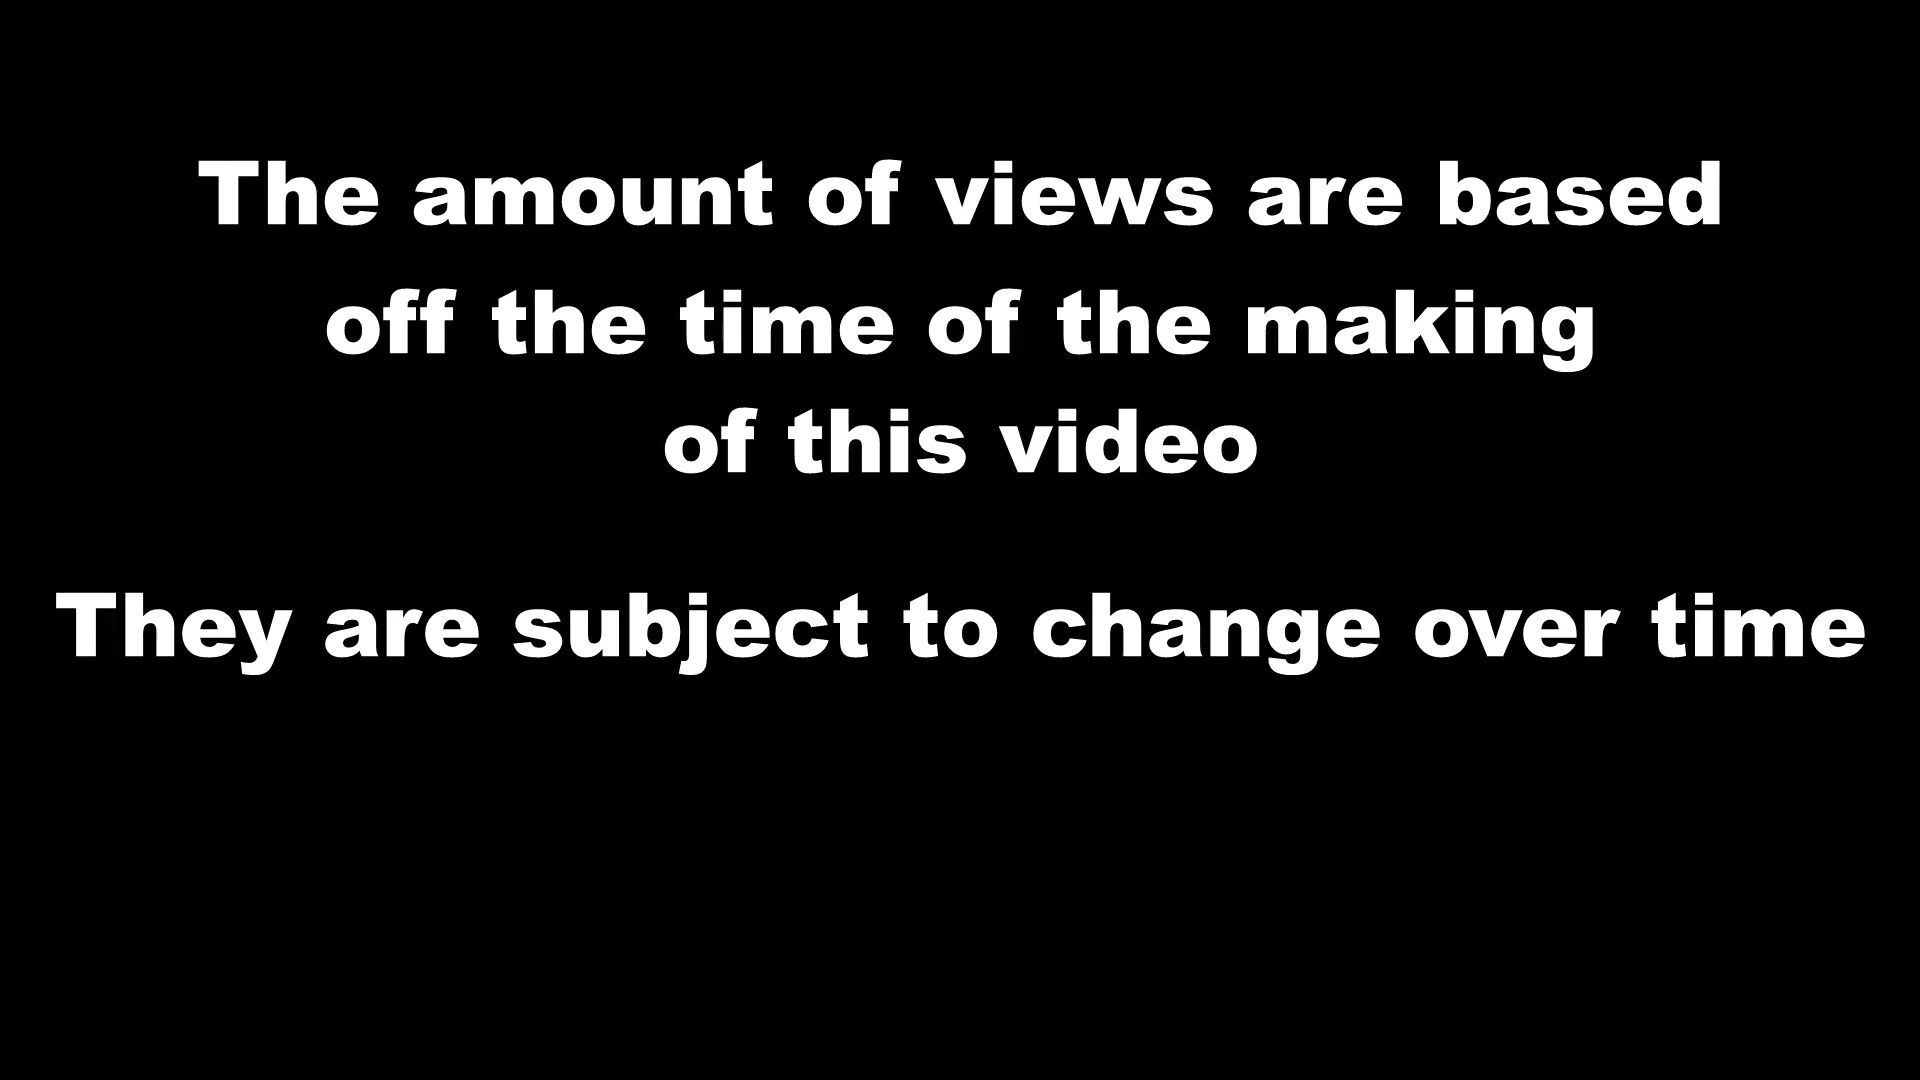 The amount of views are based
off the time of the making
of this video
They are subject to change over time